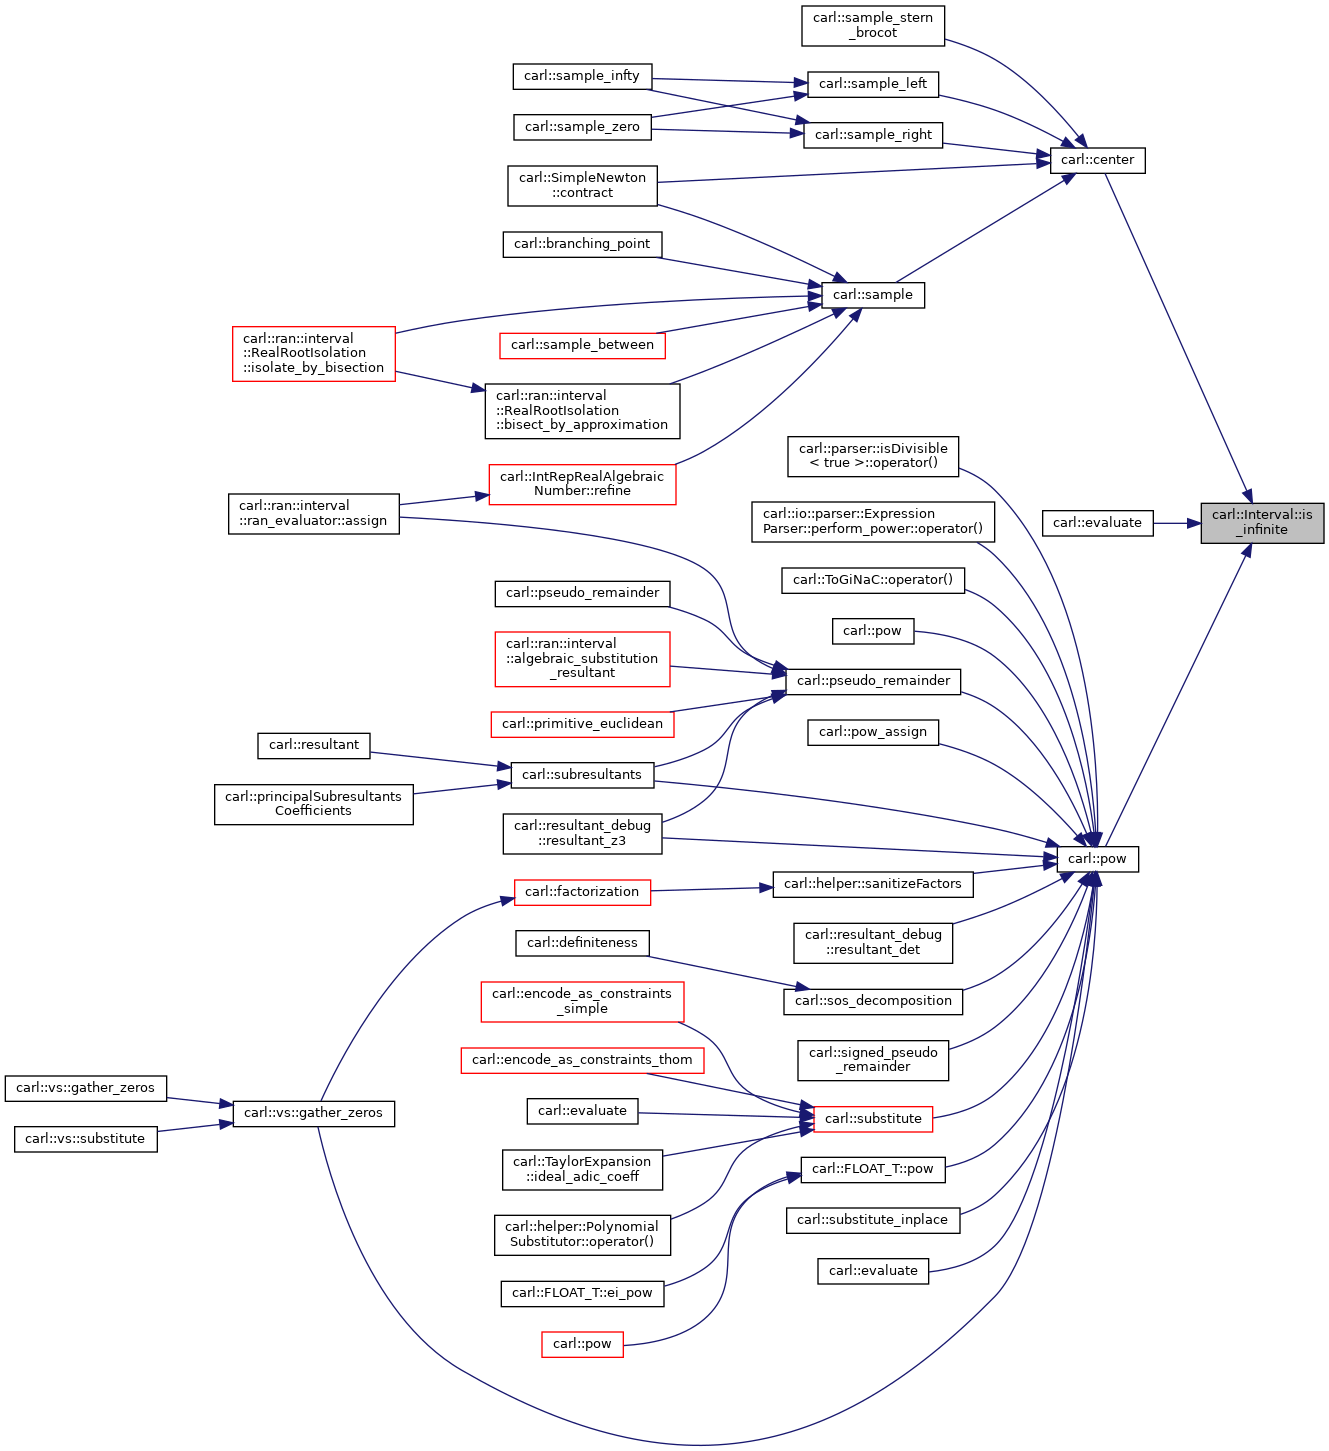 carl::sample_stern
_brocot
carl::sample_infty
carl::sample_left
carl::sample_zero
carl::sample_right
carl::center
carl::SimpleNewton
::contract
carl::branching_point
carl::sample
carl::ran::interval
::RealRootIsolation
::isolate_by_bisection
carl::sample_between
carl::ran::interval
::RealRootIsolation
::bisect_by_approximation
carl::parser::isDivisible
< true >::operator()
carl::IntRepRealAlgebraic
Number::refine
carl::ran::interval
::ran_evaluator::assign
carl::io::parser::Expression
Parser::perform_power::operator()
carl::evaluate
carl::Interval::is
_infinite
carl::ToGiNaC::operator()
carl::pseudo_remainder
carl::pow
carl::ran::interval
::algebraic_substitution
_resultant
carl::pseudo_remainder
carl::primitive_euclidean
carl::pow_assign
carl::resultant
carl::subresultants
carl::principalSubresultants
Coefficients
carl::resultant_debug
::resultant_z3
carl::pow
carl::factorization
carl::helper::sanitizeFactors
carl::resultant_debug
::resultant_det
carl::definiteness
carl::sos_decomposition
carl::encode_as_constraints
_simple
carl::signed_pseudo
_remainder
carl::encode_as_constraints_thom
carl::vs::gather_zeros
carl::vs::gather_zeros
carl::evaluate
carl::substitute
carl::vs::substitute
carl::TaylorExpansion
::ideal_adic_coeff
carl::FLOAT_T::pow
carl::helper::Polynomial
Substitutor::operator()
carl::substitute_inplace
carl::evaluate
carl::FLOAT_T::ei_pow
carl::pow